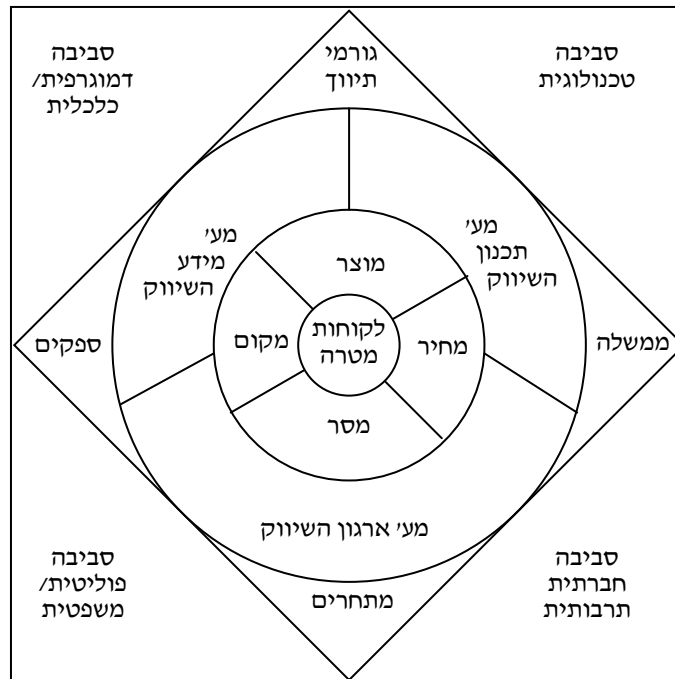 סביבה
טכנולוגית
גורמי
תיווך
סביבה
דמוגרפית/
כלכלית
מע׳
תכנון
השיווק
מע׳
מידע
השיווק
מוצר
ממשלה
מחיר
לקוחות
מטרה
מקום
ספקים
מסר
מע׳ ארגון השיווק
סביבה
חברתית
תרבותית
מתחרים
סביבה
פוליטית/
משפטית